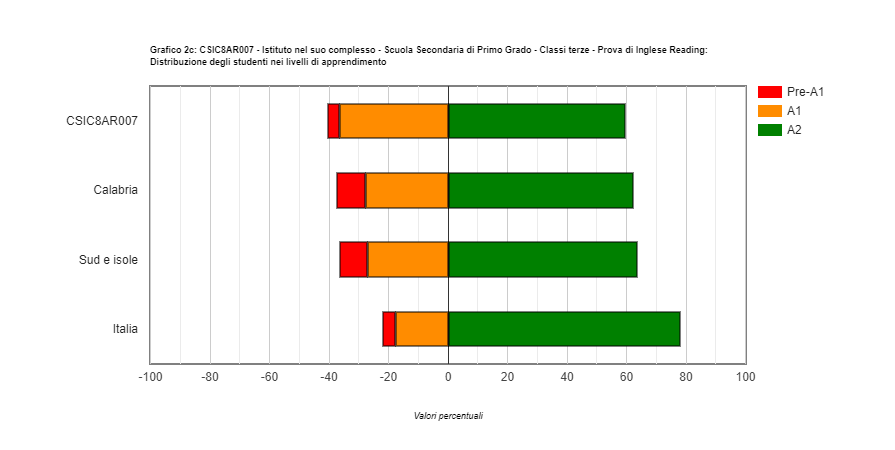 Grafico 2c: CSIC8AR007 - Istituto nel suo complesso - Scuola Secondaria di Primo Grado - Classi terze - Prova di Inglese Reading:
Distribuzione degli studenti nei livelli di apprendimento
Pre-A1
A1
A2
CSIC8AR007
Calabria
Sud e isole
Italia
-100 -80 -60 -40 -20 0 20 40 60 80 100
Valori percentuali